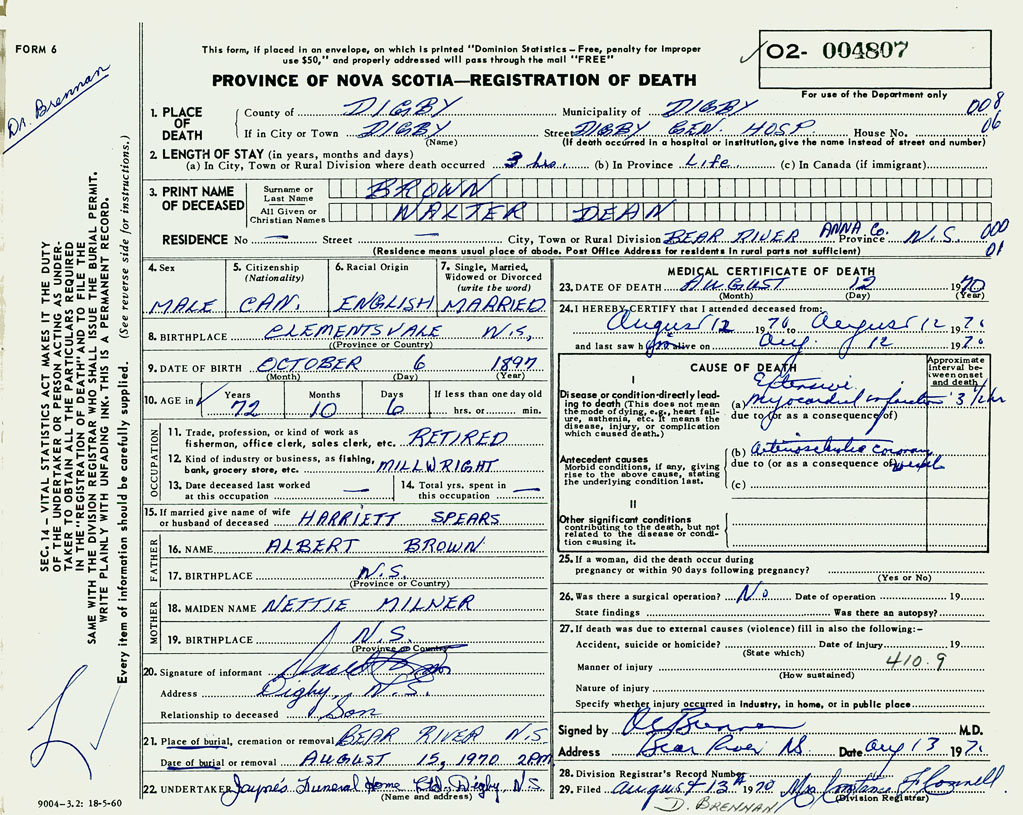 FORM 6
Dr. Brennan
This form, if placed in an envelope, on which is printed "Dominion Statistics – Free, penalty for improper
use $50," and properly addressed will pass through the mail "FREE"
O2- 004807
For use of the Department only
PROVINCE OF NOVA SCOTIA—REGISTRATION OF DEATH
008
06
1. PLACE OF DEATH County of DIGBY Municipality of DIGBY
If in City or Town DIGBY Street DIGBY GEN. HOSP. House No.
(Name) (If death occurred in a hospital or institution, give the name instead of street and number)
2. LENGTH OF STAY (in years, months and days)
(a) In City, Town or Rural Division where death occurred 3 hrs. (b) In Province Life. (c) In Canada (if immigrant)
3. PRINT NAME OF DECEASED
Surname or Last Name BROWN
All Given or Christian Names WALTER DEAN
RESIDENCE No — Street — City, Town or Rural Division BEAR RIVER ANNA Co. Province N.S.
000
01
(Residence means usual place of abode. Post Office Address for residents in rural parts not sufficient)
4. Sex MALE
5. Citizenship (Nationality) CAN.
6. Racial Origin ENGLISH
7. Single, Married, Widowed or Divorced (write the word) MARRIED
8. BIRTHPLACE CLEMENTSVALE N.S.
(Province or Country)
9. DATE OF BIRTH OCTOBER 6 1897
(Month) (Day) (Year)
10. AGE in Years 72 Months 10 Days 6 If less than one day old hrs. or min.
OCCUPATION
11. Trade, profession, or kind of work as
fisherman, office clerk, sales clerk, etc. RETIRED
12. Kind of industry or business, as fishing,
bank, grocery store, etc. MILLWRIGHT
13. Date deceased last worked at this occupation —
14. Total yrs. spent in this occupation —
15. If married give name of wife
or husband of deceased HARRIETT SPEARS
FATHER
16. NAME ALBERT BROWN
17. BIRTHPLACE N.S.
(Province or Country)
MOTHER
18. MAIDEN NAME NETTIE MILNER
19. BIRTHPLACE N.S.
(Province or Country)
20. Signature of informant
Address Digby, N.S.
Relationship to deceased Son
21. Place of burial, cremation or removal BEAR RIVER N.S
Date of burial or removal AUGUST 15, 1970 2PM
22. UNDERTAKER Jayne's Funeral Home Ltd. Digby, N.S.
(Name and address)
MEDICAL CERTIFICATE OF DEATH
23. DATE OF DEATH AUGUST 12 1970
(Month) (Day) (Year)
24. I HEREBY CERTIFY that I attended deceased from:
August 12 1970 to August 12 1970
and last saw him alive on Aug. 12 1970
CAUSE OF DEATH
Approximate interval between onset and death
I
Disease or condition directly leading to death (This does not mean
the mode of dying, e.g., heart failure, asthenia, etc. It means the
disease, injury, or complication
which caused death.)
(a) Extensive myocardial infarction
due to (or as a consequence of)
Antecedent causes
Morbid conditions, if any, giving
rise to the above cause, stating
the underlying condition last.
(b) coronary
due to (or as a consequence of)
(c)
II
Other significant conditions
contributing to the death, but not
related to the disease or condition causing it.
25. If a woman, did the death occur during
pregnancy or within 90 days following pregnancy?
(Yes or No)
26. Was there a surgical operation? No Date of operation 19
State findings Was there an autopsy?
27. If death was due to external causes (violence) fill in also the following:–
Accident, suicide or homicide? Date of injury 19
(State which)
410.9
Manner of injury
(How sustained)
Nature of injury
Specify whether injury occurred in industry, in home, or in public place
Signed by Brennan M.D.
Address Bear River NS Date Aug 13 1970
28. Division Registrar's Record Number
29. Filed August 13th 1970 Mrs Constance
(Division Registrar)
D. BRENNAN
SEC. 14 – VITAL STATISTICS ACT MAKES IT THE DUTY
OF THE UNDERTAKER OR PERSON ACTING AS UNDERTAKER TO OBTAIN ALL THE PARTICULARS REQUIRED
IN THE "REGISTRATION OF DEATH" AND TO FILE THE
SAME WITH THE DIVISION REGISTRAR WHO SHALL ISSUE THE BURIAL PERMIT.
WRITE PLAINLY WITH UNFADING INK. THIS IS A PERMANENT RECORD.
Every item of information should be carefully supplied. (See reverse side for instructions.)
9004–3.2: 18-5-60